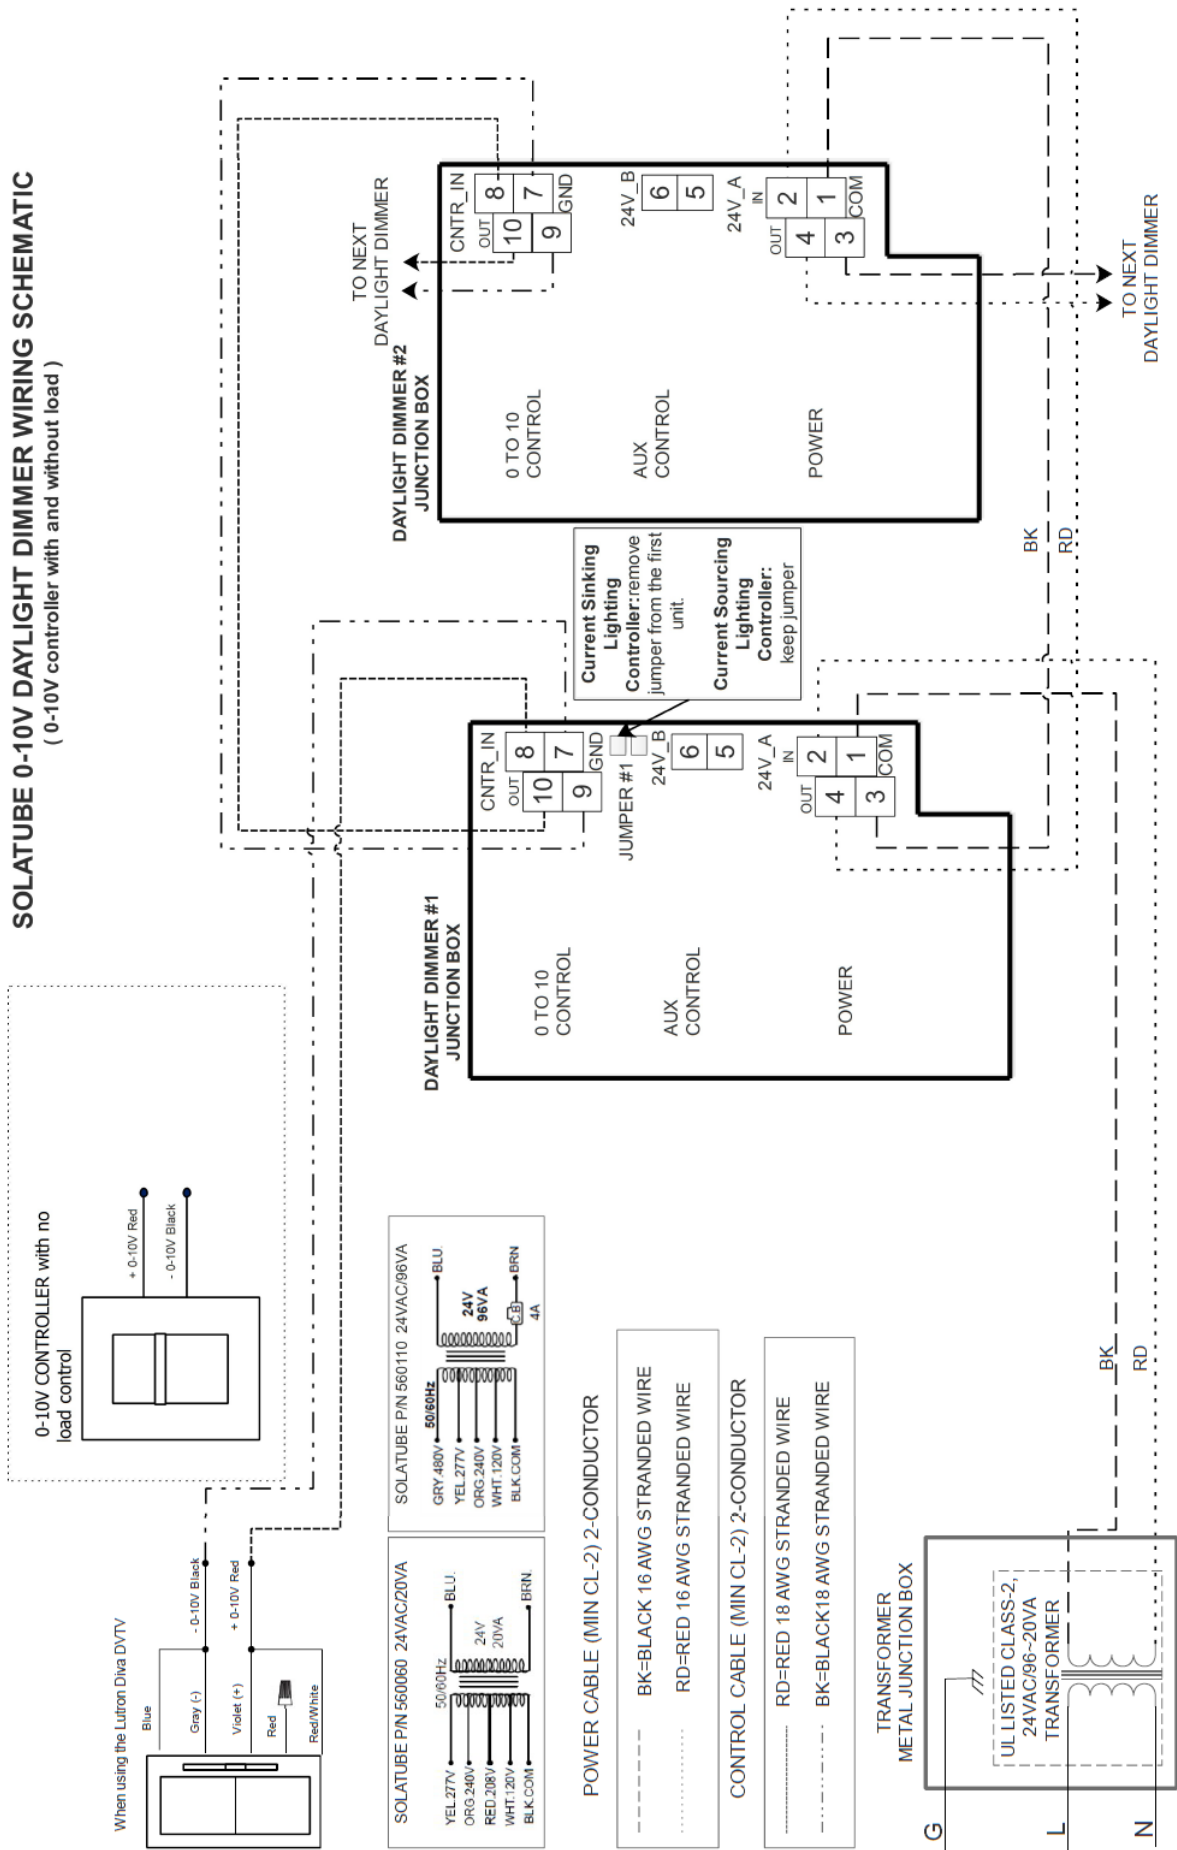 SOLATUBE 0-10V DAYLIGHT DIMMER WIRING SCHEMATIC
( 0-10V controller with and without load )
When using the Lutron Diva DVTV
Blue
Gray (-)
Violet (+)
Red
Red/White
- 0-10V Black
+ 0-10V Red
0-10V CONTROLLER with no
load control
+ 0-10V Red
- 0-10V Black
SOLATUBE P/N 560060 24VAC/20VA
50/60Hz
YEL.277V
ORG.240V
RED.208V
WHT.120V
BLK.COM
BLU.
24V
20VA
BRN.
SOLATUBE P/N 560110 24VAC/96VA
50/60Hz
GRY.480V
YEL.277V
ORG.240V
WHT.120V
BLK.COM
BLU.
24V
96VA
C.B
4A
BRN
POWER CABLE (MIN CL-2) 2-CONDUCTOR
BK=BLACK 16 AWG STRANDED WIRE
RD=RED 16 AWG STRANDED WIRE
CONTROL CABLE (MIN CL-2) 2-CONDUCTOR
RD=RED 18 AWG STRANDED WIRE
BK=BLACK18 AWG STRANDED WIRE
TRANSFORMER
METAL JUNCTION BOX
UL LISTED CLASS-2,
24VAC/96~20VA
TRANSFORMER
G
L
N
BK
RD
DAYLIGHT DIMMER #1
JUNCTION BOX
0 TO 10
CONTROL
AUX
CONTROL
POWER
CNTR_IN
OUT
8
7
10
9
GND
JUMPER #1
24V_B
6
5
24V_A
IN
OUT
2
1
4
3
COM
Current Sinking
Lighting
Controller:remove
jumper from the first
unit.
Current Sourcing
Lighting
Controller:
keep jumper
BK
RD
DAYLIGHT DIMMER #2
JUNCTION BOX
0 TO 10
CONTROL
AUX
CONTROL
POWER
TO NEXT
DAYLIGHT DIMMER
CNTR_IN
OUT
8
7
10
9
GND
24V_B
6
5
24V_A
IN
OUT
2
1
4
3
COM
TO NEXT
DAYLIGHT DIMMER